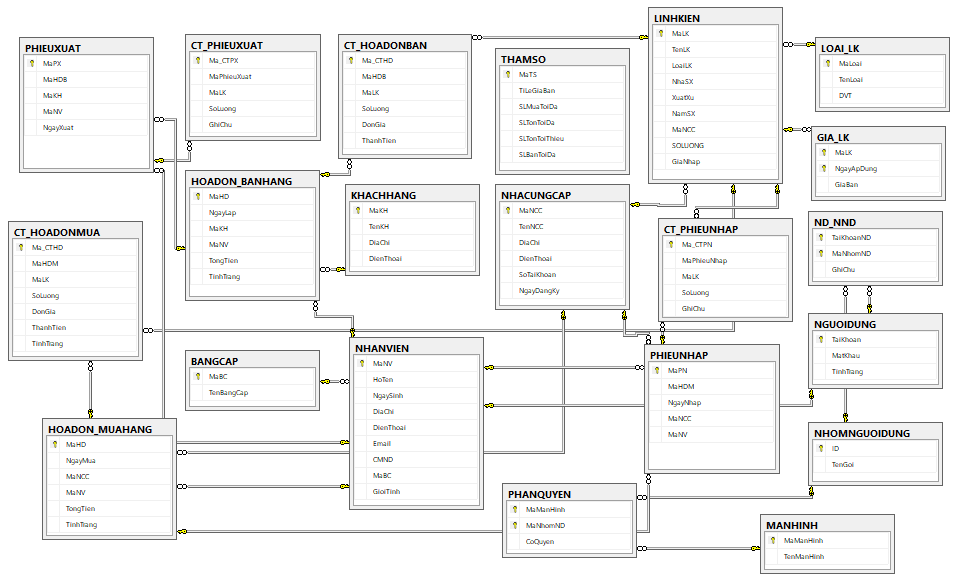 PHIEUXUAT
MaPX
MaHDB
MaKH
MaNV
NgayXuat
CT_PHIEUXUAT
Ma_CTPX
MaPhieuXuat
MaLK
SoLuong
GhiChu
CT_HOADONBAN
Ma_CTHD
MaHDB
MaLK
SoLuong
DonGia
ThanhTien
THAMSO
MaTS
TiLeGiaBan
SLMuaToiDa
SLTonToiDa
SLTonToiThieu
SLBanToiDa
LINHKIEN
MaLK
TenLK
LoaiLK
NhaSX
XuatXu
NamSX
MaNCC
SOLUONG
GiaNhap
LOAI_LK
MaLoai
TenLoai
DVT
GIA_LK
MaLK
NgayApDung
GiaBan
HOADON_BANHANG
MaHD
NgayLap
MaKH
MaNV
TongTien
TinhTrang
KHACHHANG
MaKH
TenKH
DiaChi
DienThoai
NHACUNGCAP
MaNCC
TenNCC
DiaChi
DienThoai
SoTaiKhoan
NgayDangKy
CT_PHIEUNHAP
Ma_CTPN
MaPhieuNhap
MaLK
SoLuong
GhiChu
ND_NND
TaiKhoanND
MaNhomND
GhiChu
CT_HOADONMUA
Ma_CTHD
MaHDM
MaLK
SoLuong
DonGia
ThanhTien
TinhTrang
NGUOIDUNG
TaiKhoan
MatKhau
TinhTrang
BANGCAP
MaBC
TenBangCap
NHANVIEN
MaNV
HoTen
NgaySinh
DiaChi
DienThoai
Email
CMND
MaBC
GioiTinh
PHIEUNHAP
MaPN
MaHDM
NgayNhap
MaNCC
MaNV
HOADON_MUAHANG
MaHD
NgayMua
MaNCC
MaNV
TongTien
TinhTrang
NHOMNGUOIDUNG
ID
TenGoi
PHANQUYEN
MaManHinh
MaNhomND
CoQuyen
MANHINH
MaManHinh
TenManHinh